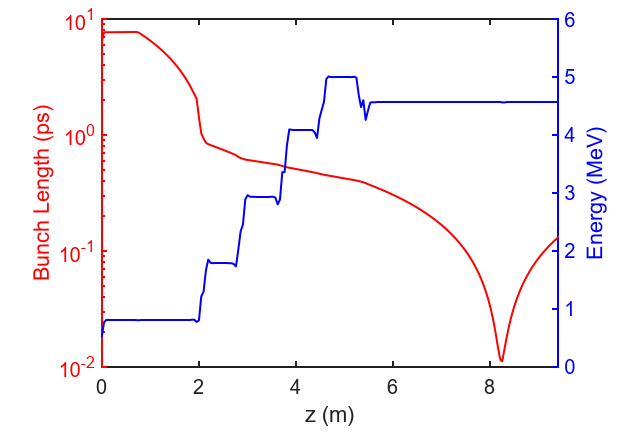 10^1
10^0
10^-1
10^-2
Bunch Length (ps)
6
5
4
3
2
1
0
Energy (MeV)
0 2 4 6 8
z (m)